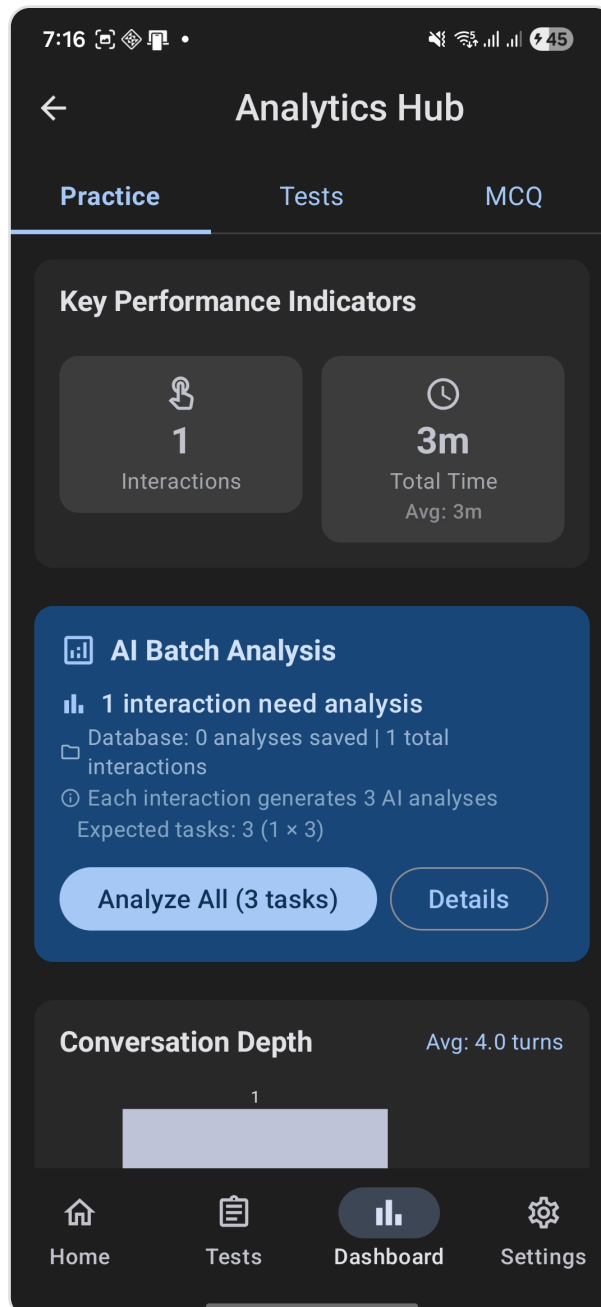 7:16
45
Analytics Hub
Practice
Tests
MCQ
Key Performance Indicators
1
Interactions
3m
Total Time
Avg: 3m
AI Batch Analysis
1 interaction need analysis
Database: 0 analyses saved | 1 total
interactions
Each interaction generates 3 AI analyses
Expected tasks: 3 (1 × 3)
Analyze All (3 tasks)
Details
Conversation Depth
Avg: 4.0 turns
1
Home
Tests
Dashboard
Settings